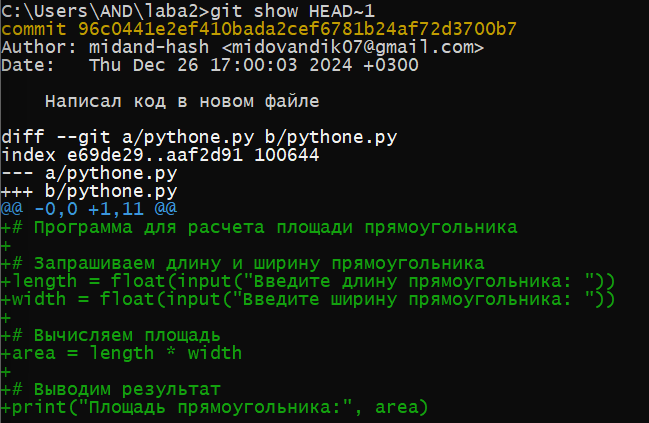 C:\Users\AND\laba2>git show HEAD~1
commit 96c0441e2ef410bada2cef6781b24af72d3700b7
Author: midand-hash <midovandik07@gmail.com>
Date:   Thu Dec 26 17:00:03 2024 +0300

    Написал код в новом файле

diff --git a/pythone.py b/pythone.py
index e69de29..aaf2d91 100644
--- a/pythone.py
+++ b/pythone.py
@@ -0,0 +1,11 @@
+# Программа для расчета площади прямоугольника
+
+# Запрашиваем длину и ширину прямоугольника
+length = float(input("Введите длину прямоугольника: "))
+width = float(input("Введите ширину прямоугольника: "))
+
+# Вычисляем площадь
+area = length * width
+
+# Выводим результат
+print("Площадь прямоугольника:", area)